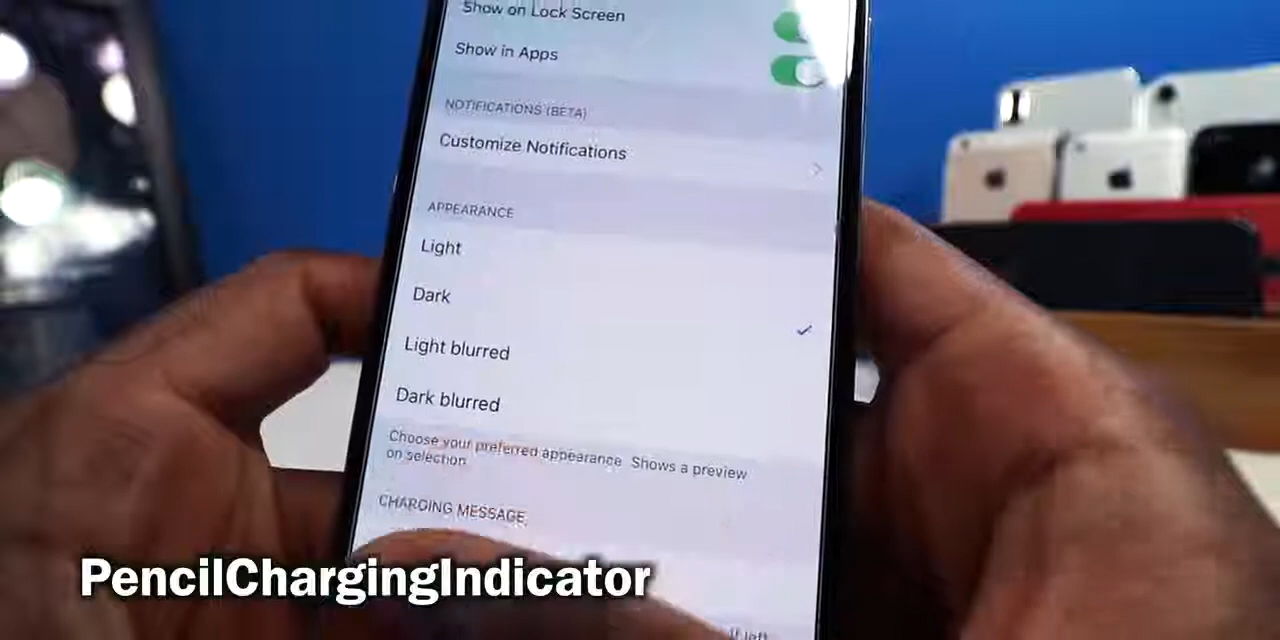 Show on Lock Screen
Show in Apps
NOTIFICATIONS (BETA)
Customize Notifications
APPEARANCE
Light
Dark
Light blurred
Dark blurred
Choose your preferred appearance. Shows a preview
on selection
CHARGING MESSAGE
PencilChargingIndicator
left